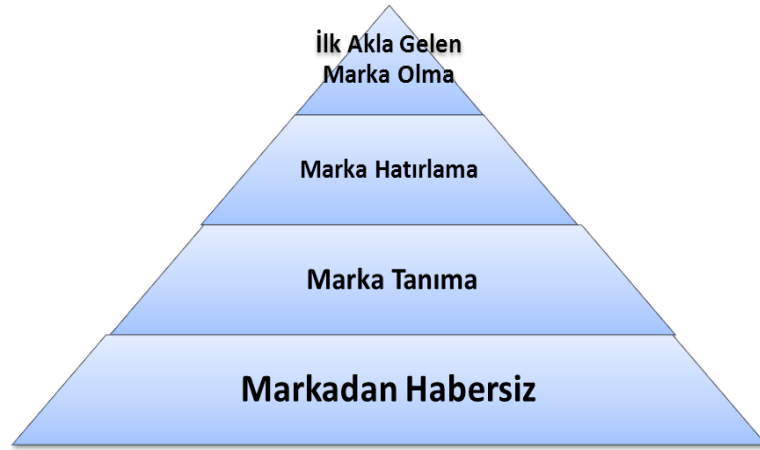 İlk Akla Gelen
Marka Olma
Marka Hatırlama
Marka Tanıma
Markadan Habersiz